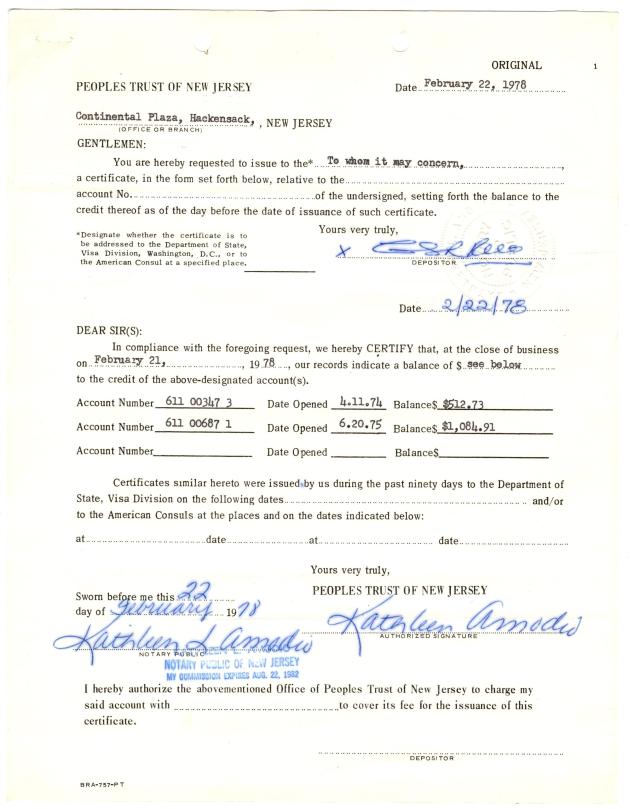 ORIGINAL 1
PEOPLES TRUST OF NEW JERSEY
Date February 22, 1978
Continental Plaza, Hackensack, , NEW JERSEY
(OFFICE OR BRANCH)
GENTLEMEN:
You are hereby requested to issue to the* To whom it may concern,
a certificate, in the form set forth below, relative to the
account No. of the undersigned, setting forth the balance to the
credit thereof as of the day before the date of issuance of such certificate.
*Designate whether the certificate is to
be addressed to the Department of State,
Visa Division, Washington, D.C., or to
the American Consul at a specified place.
Yours very truly,
X
DEPOSITOR
Date 2/22/78
DEAR SIR(S):
In compliance with the foregoing request, we hereby CERTIFY that, at the close of business
on February 21, , 1978 , our records indicate a balance of $ see below
to the credit of the above-designated account(s).
Account Number 611 00347 3 Date Opened 4.11.74 Balance$ $512.73
Account Number 611 00687 1 Date Opened 6.20.75 Balance$ $1,084.91
Account Number Date Opened Balance$
Certificates similar hereto were issued by us during the past ninety days to the Department of
State, Visa Division on the following dates and/or
to the American Consuls at the places and on the dates indicated below:
at date at date
Yours very truly,
Sworn before me this 22
day of February 1978
PEOPLES TRUST OF NEW JERSEY
Kathleen Amodio
AUTHORIZED SIGNATURE
Kathleen L Amodio
NOTARY PUBLIC
NOTARY PUBLIC OF NEW JERSEY
MY COMMISSION EXPIRES AUG. 22, 1982
I hereby authorize the abovementioned Office of Peoples Trust of New Jersey to charge my
said account with to cover its fee for the issuance of this
certificate.
DEPOSITOR
BRA-757-PT